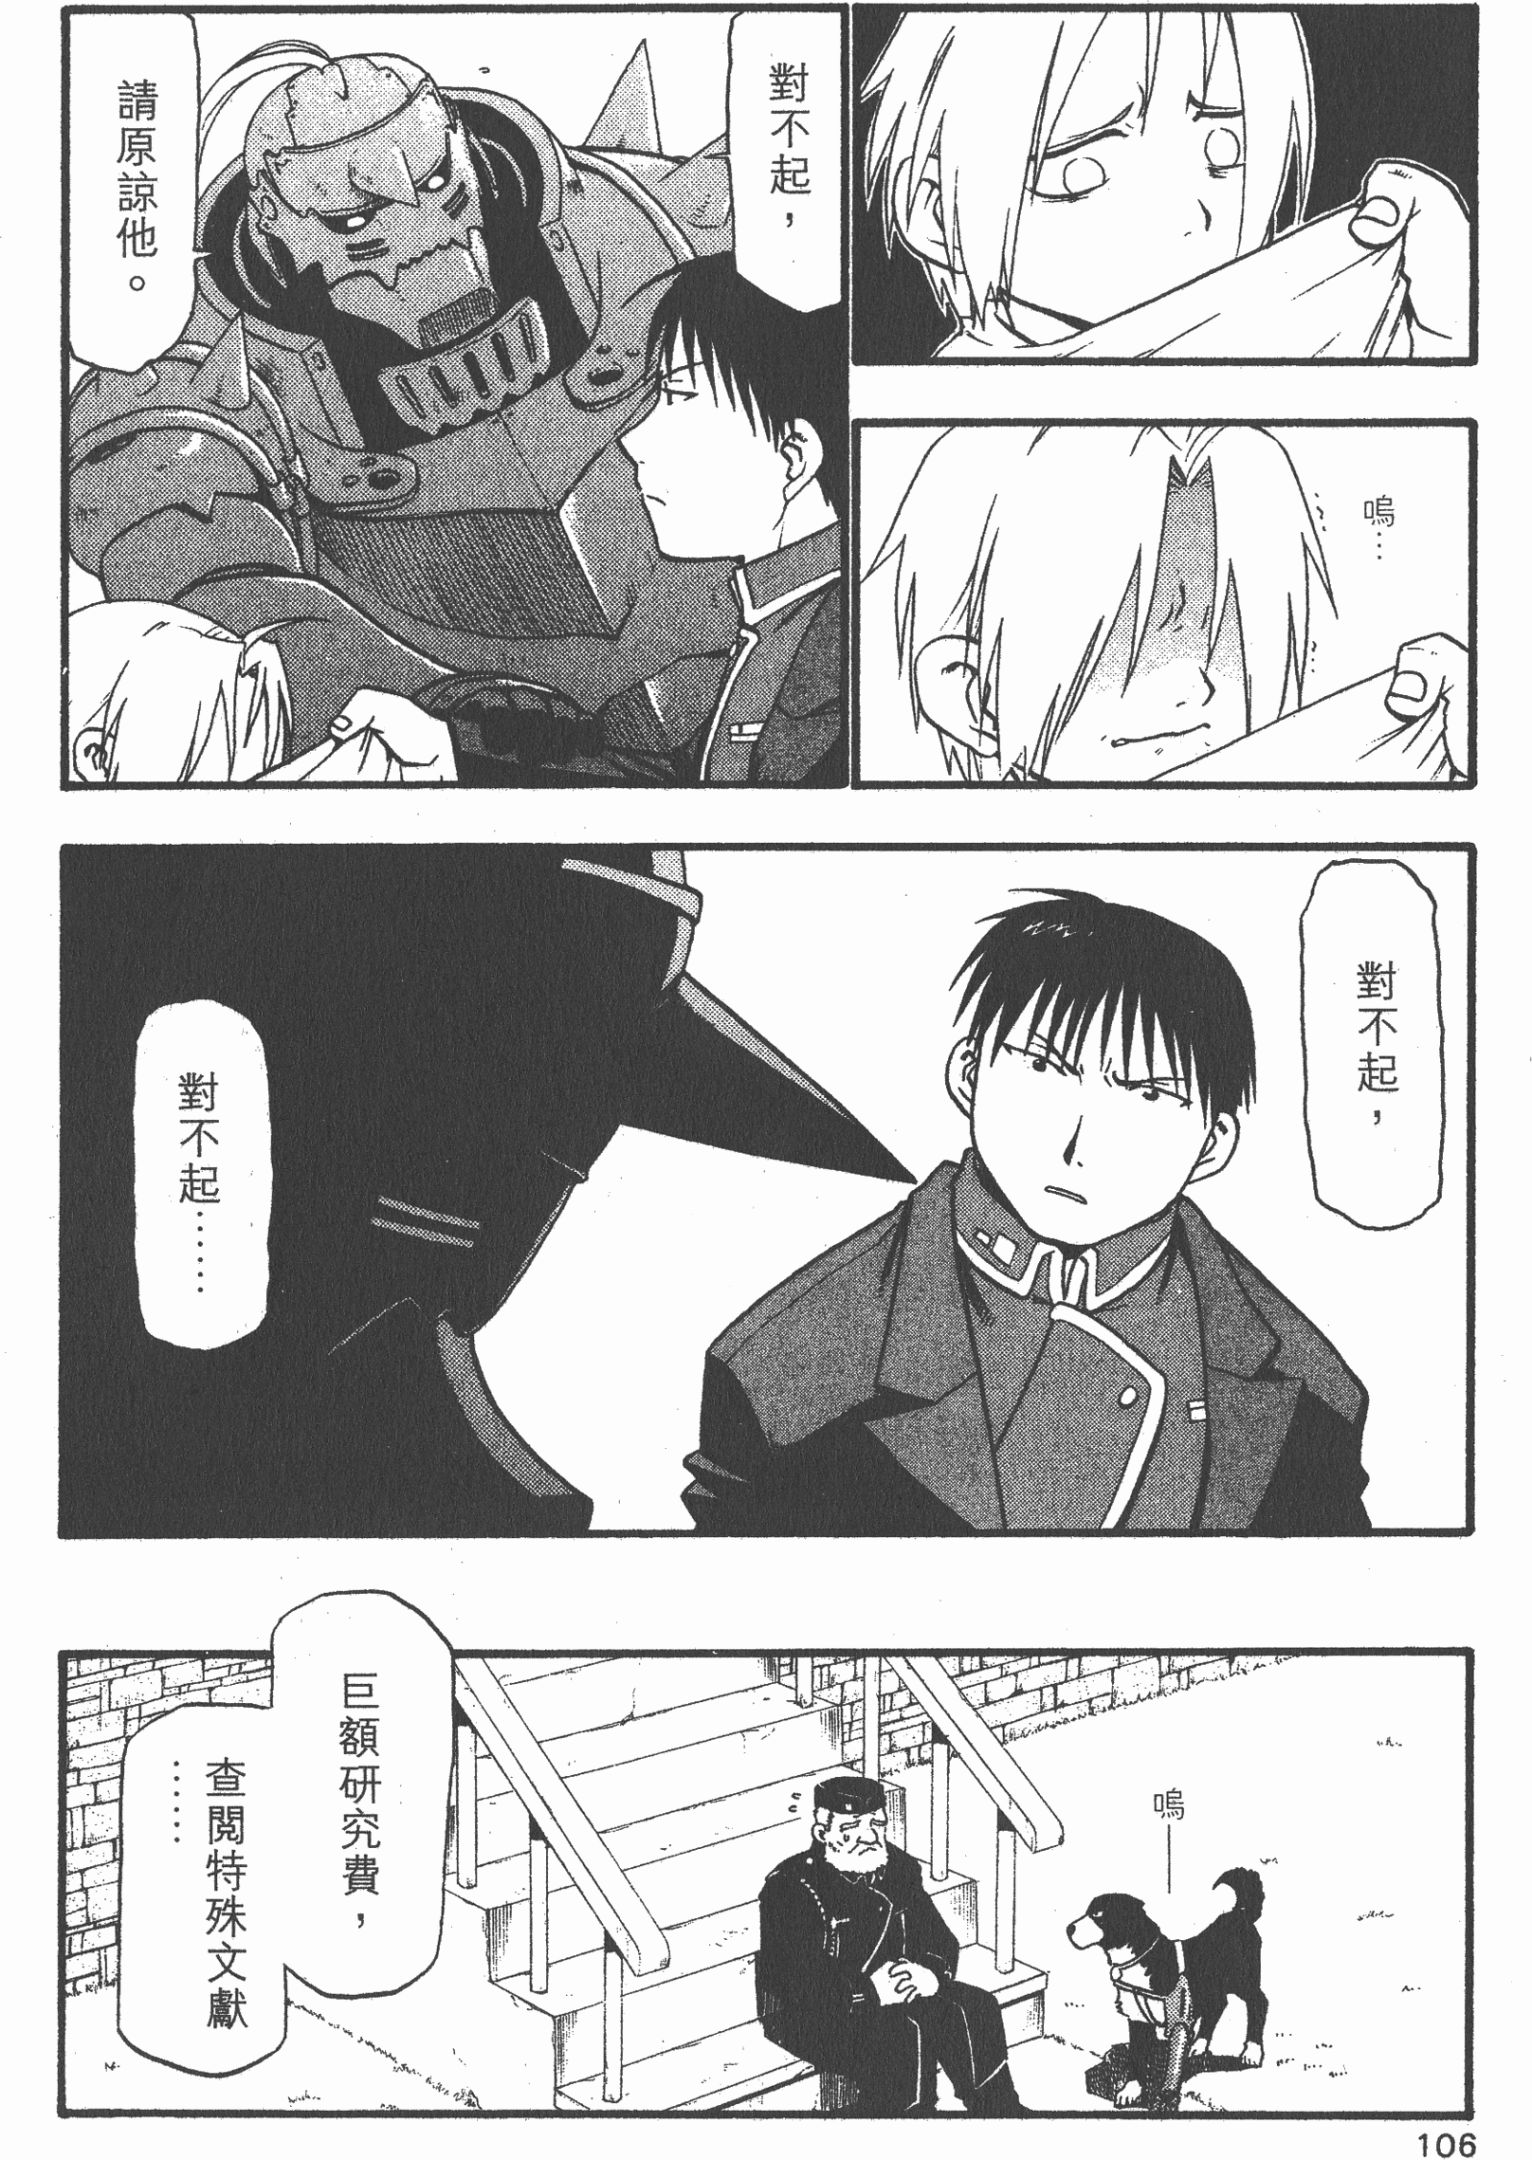 嗚…
對不起，
請原諒他。
對不起，
對不起……
嗚—
巨額研究費，
查閱特殊文獻
……
106